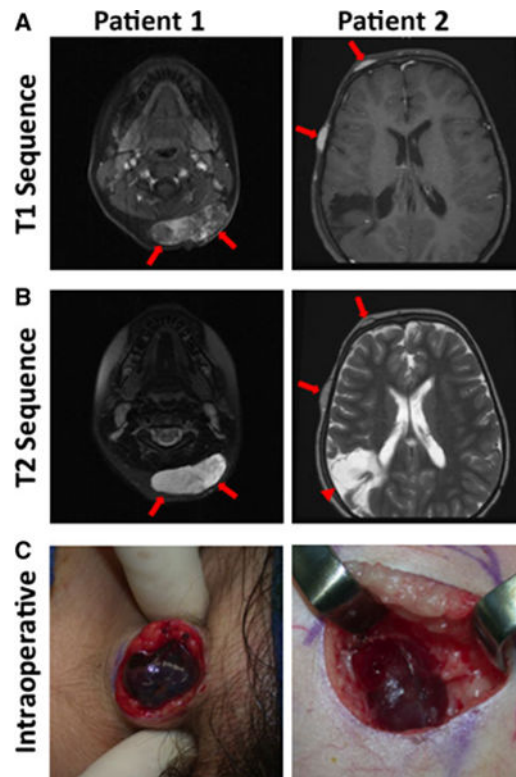 Patient 1
Patient 2
A
T1 Sequence
B
T2 Sequence
C
Intraoperative